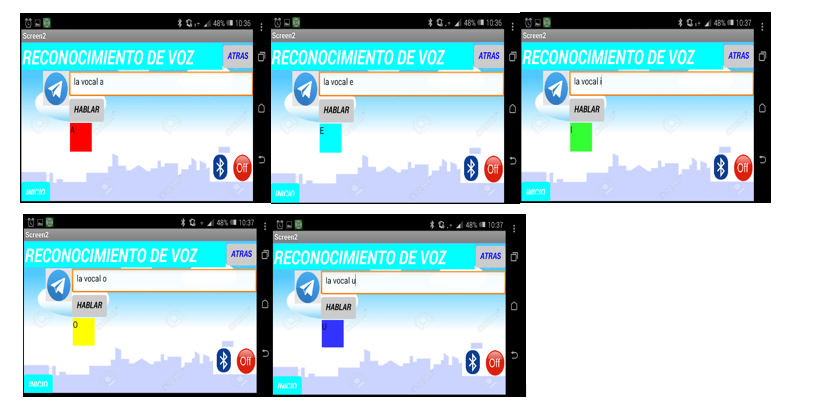 48% 10:36
Screen2
RECONOCIMIENTO DE VOZ
ATRAS
la vocal a
HABLAR
A
Off
INICIO
48% 10:36
Screen2
RECONOCIMIENTO DE VOZ
ATRAS
la vocal e
HABLAR
E
Off
INICIO
48% 10:37
Screen2
RECONOCIMIENTO DE VOZ
ATRAS
la vocal i
HABLAR
I
Off
INICIO
48% 10:37
Screen2
RECONOCIMIENTO DE VOZ
ATRAS
la vocal o
HABLAR
O
Off
INICIO
48% 10:37
Screen2
RECONOCIMIENTO DE VOZ
ATRAS
la vocal u
HABLAR
U
Off
INICIO